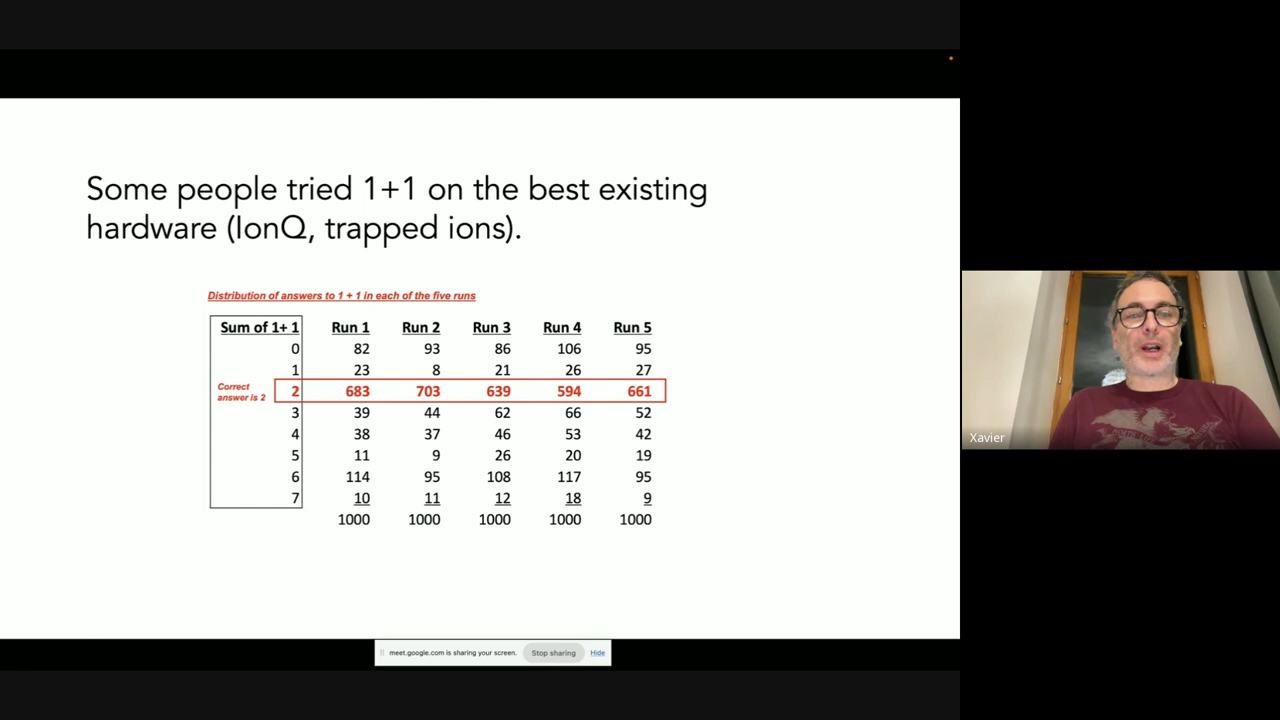 Some people tried 1+1 on the best existing
hardware (IonQ, trapped ions).
Distribution of answers to 1 + 1 in each of the five runs
Sum of 1+ 1 Run 1 Run 2 Run 3 Run 4 Run 5
0 82 93 86 106 95
1 23 8 21 26 27
Correct
answer is 2
2 683 703 639 594 661
3 39 44 62 66 52
4 38 37 46 53 42
5 11 9 26 20 19
6 114 95 108 117 95
7 10 11 12 18 9
1000 1000 1000 1000 1000
Xavier
meet.google.com is sharing your screen. Stop sharing Hide